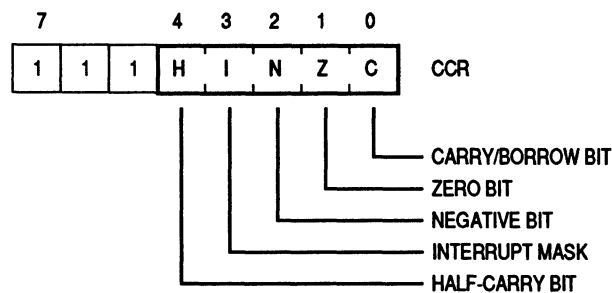 7 4 3 2 1 0
1 1 1 H I N Z C CCR
CARRY/BORROW BIT
ZERO BIT
NEGATIVE BIT
INTERRUPT MASK
HALF-CARRY BIT